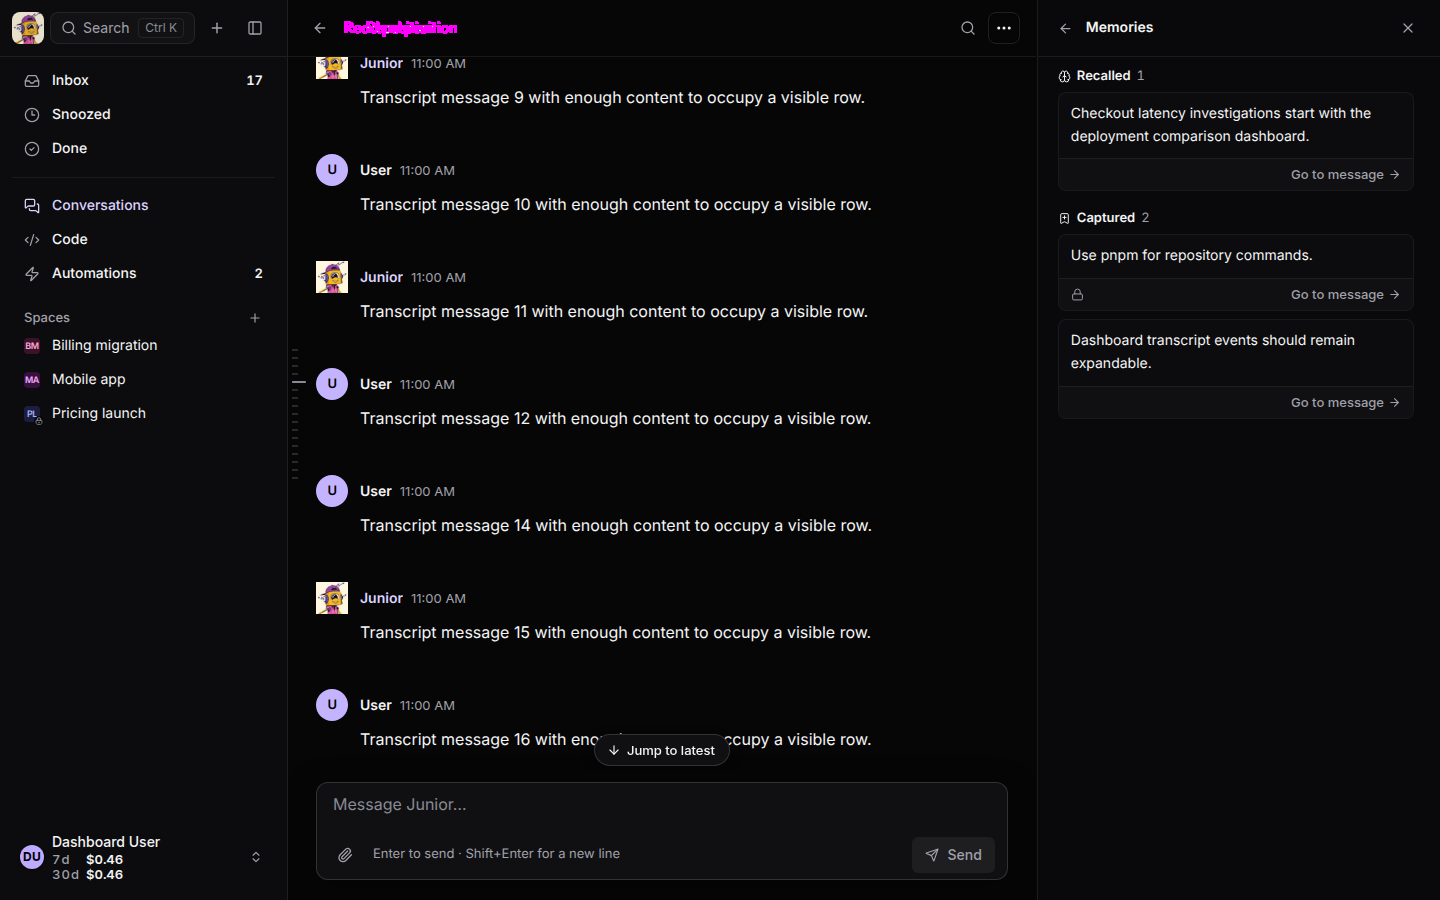 Search Ctrl K
Inbox 17
Snoozed
Done
Conversations
Code
Automations 2
Spaces
BM Billing migration
MA Mobile app
PL Pricing launch
DU Dashboard User
7d $0.46
30d $0.46
Junior 11:00 AM
Transcript message 9 with enough content to occupy a visible row.
U User 11:00 AM
Transcript message 10 with enough content to occupy a visible row.
Junior 11:00 AM
Transcript message 11 with enough content to occupy a visible row.
U User 11:00 AM
Transcript message 12 with enough content to occupy a visible row.
U User 11:00 AM
Transcript message 14 with enough content to occupy a visible row.
Junior 11:00 AM
Transcript message 15 with enough content to occupy a visible row.
U User 11:00 AM
Transcript message 16 with ccupy a visible row.
Jump to latest
Message Junior...
Enter to send · Shift+Enter for a new line
Send
Memories
Recalled 1
Checkout latency investigations start with the
deployment comparison dashboard.
Go to message
Captured 2
Use pnpm for repository commands.
Go to message
Dashboard transcript events should remain
expandable.
Go to message